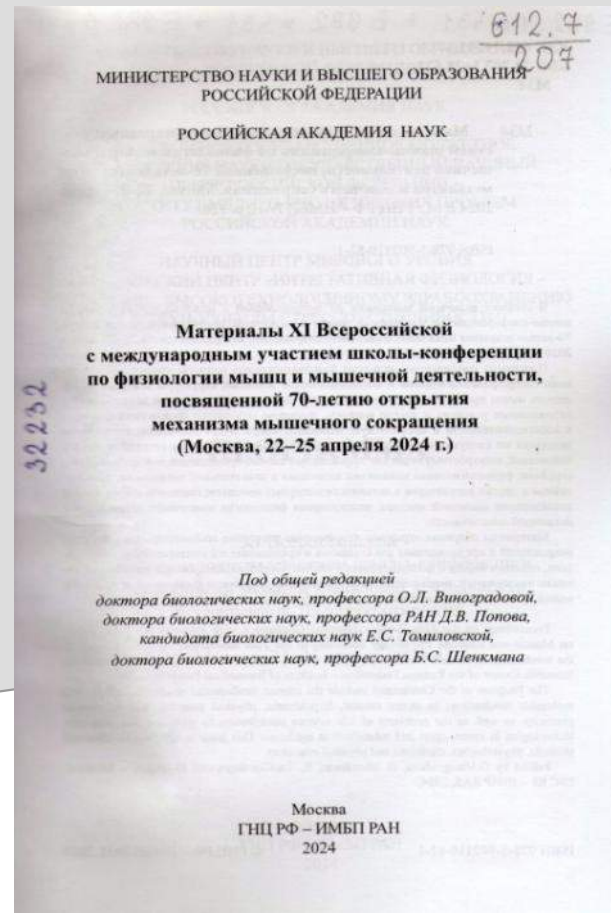 612.7
207
МИНИСТЕРСТВО НАУКИ И ВЫСШЕГО ОБРАЗОВАНИЯ
РОССИЙСКОЙ ФЕДЕРАЦИИ
РОССИЙСКАЯ АКАДЕМИЯ НАУК
Материалы XI Всероссийской
с международным участием школы-конференции
по физиологии мышц и мышечной деятельности,
посвященной 70-летию открытия
механизма мышечного сокращения
(Москва, 22–25 апреля 2024 г.)
32232
Под общей редакцией
доктора биологических наук, профессора О.Л. Виноградовой,
доктора биологических наук, профессора РАН Д.В. Попова,
кандидата биологических наук Е.С. Томиловской,
доктора биологических наук, профессора Б.С. Шенкмана
Москва
ГНЦ РФ – ИМБП РАН
2024